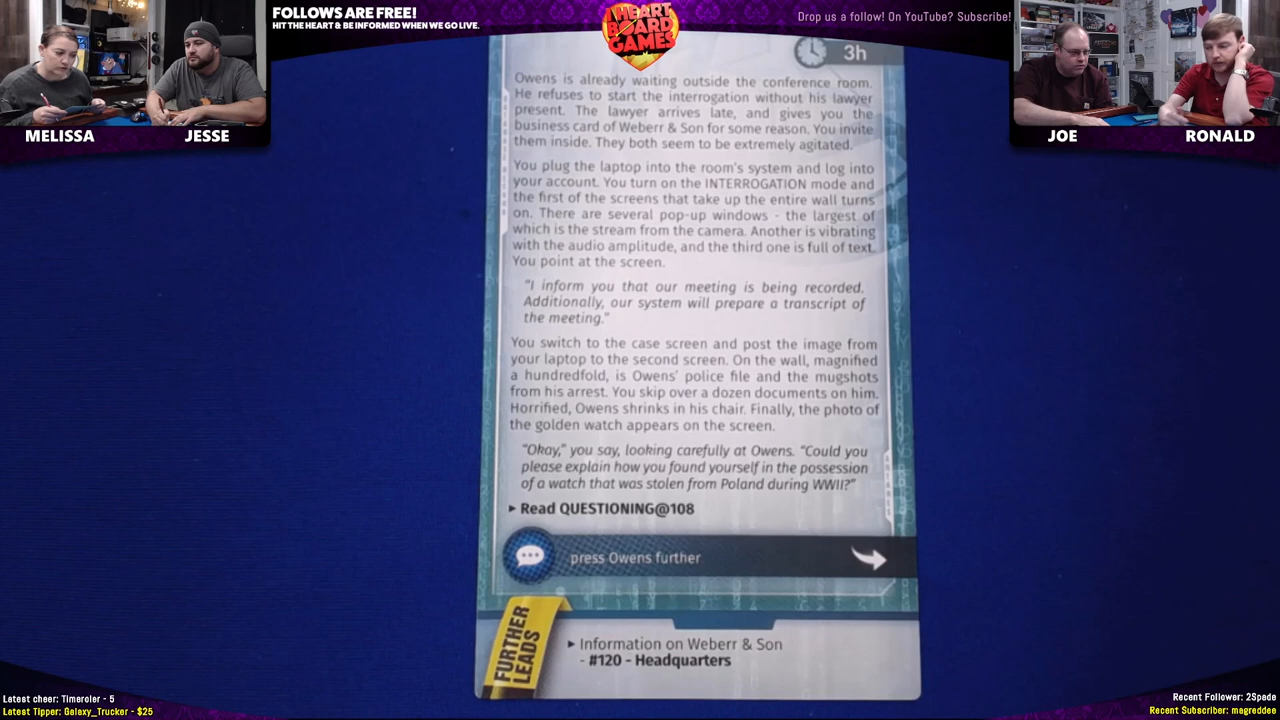 FOLLOWS ARE FREE!
HIT THE HEART & BE INFORMED WHEN WE GO LIVE.
I HEART
BOARD
GAMES
Drop us a follow! On YouTube? Subscribe!
MELISSA
JESSE
JOE
RONALD
3h
Owens is already waiting outside the conference room.
He refuses to start the interrogation without his lawyer
present. The lawyer arrives late, and gives you the
business card of Weberr & Son for some reason. You invite
them inside. They both seem to be extremely agitated.
You plug the laptop into the room's system and log into
your account. You turn on the INTERROGATION mode and
the first of the screens that take up the entire wall turns
on. There are several pop-up windows - the largest of
which is the stream from the camera. Another is vibrating
with the audio amplitude, and the third one is full of text.
You point at the screen.
"I inform you that our meeting is being recorded.
Additionally, our system will prepare a transcript of
the meeting."
You switch to the case screen and post the image from
your laptop to the second screen. On the wall, magnified
a hundredfold, is Owens' police file and the mugshots
from his arrest. You skip over a dozen documents on him.
Horrified, Owens shrinks in his chair. Finally, the photo of
the golden watch appears on the screen.
"Okay," you say, looking carefully at Owens. "Could you
please explain how you found yourself in the possession
of a watch that was stolen from Poland during WWII?"
▸ Read QUESTIONING@108
ANTARES
press Owens further
FURTHER
LEADS
▸ Information on Weberr & Son
- #120 - Headquarters
Latest cheer: Timeroler - 5
Latest Tipper: Galaxy_Trucker - $25
Recent Follower: 2Spade
Recent Subscriber: magreddee